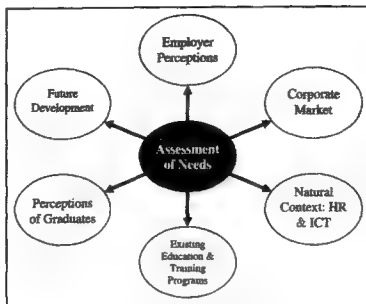 Employer
Perceptions
Future
Development
Corporate
Market
Assessment
of Needs
Perceptions
of Graduates
Natural
Context: HR
& ICT
Existing
Education &
Training
Programs